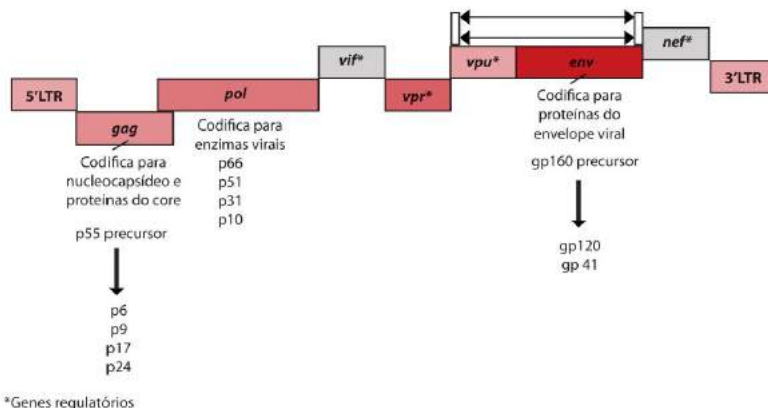 5'LTR
gag
Codifica para
nucleocapsídeo e
proteínas do core
p55 precursor
p6
p9
p17
p24
pol
Codifica para
enzimas virais
p66
p51
p31
p10
vif*
vpr*
vpu*
env
Codifica para
proteínas do
envelope viral
gp160 precursor
gp120
gp 41
nef*
3'LTR
*Genes regulatórios